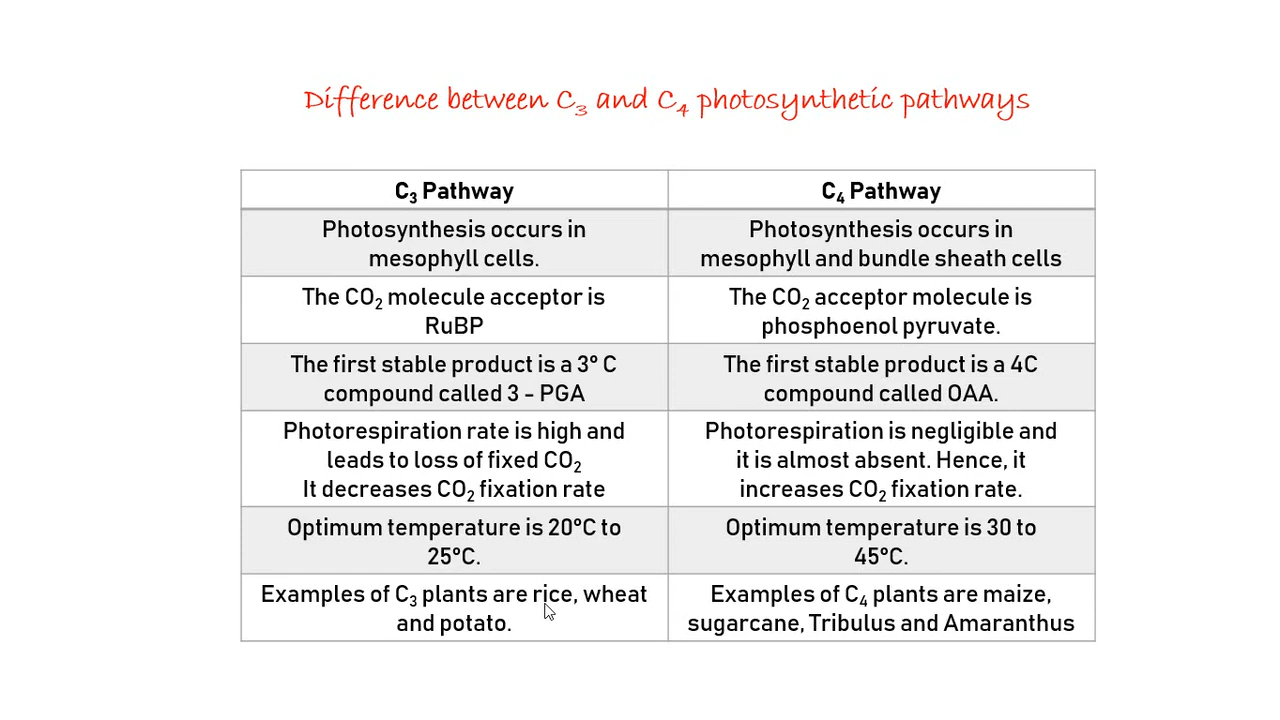 Difference between C₃ and C₄ photosynthetic pathways
C₃ Pathway
C₄ Pathway
Photosynthesis occurs in
mesophyll cells.
Photosynthesis occurs in
mesophyll and bundle sheath cells
The CO₂ molecule acceptor is
RuBP
The CO₂ acceptor molecule is
phosphoenol pyruvate.
The first stable product is a 3° C
compound called 3 - PGA
The first stable product is a 4C
compound called OAA.
Photorespiration rate is high and
leads to loss of fixed CO₂
It decreases CO₂ fixation rate
Photorespiration is negligible and
it is almost absent. Hence, it
increases CO₂ fixation rate.
Optimum temperature is 20°C to
25°C.
Optimum temperature is 30 to
45°C.
Examples of C₃ plants are rice, wheat
and potato.
Examples of C₄ plants are maize,
sugarcane, Tribulus and Amaranthus